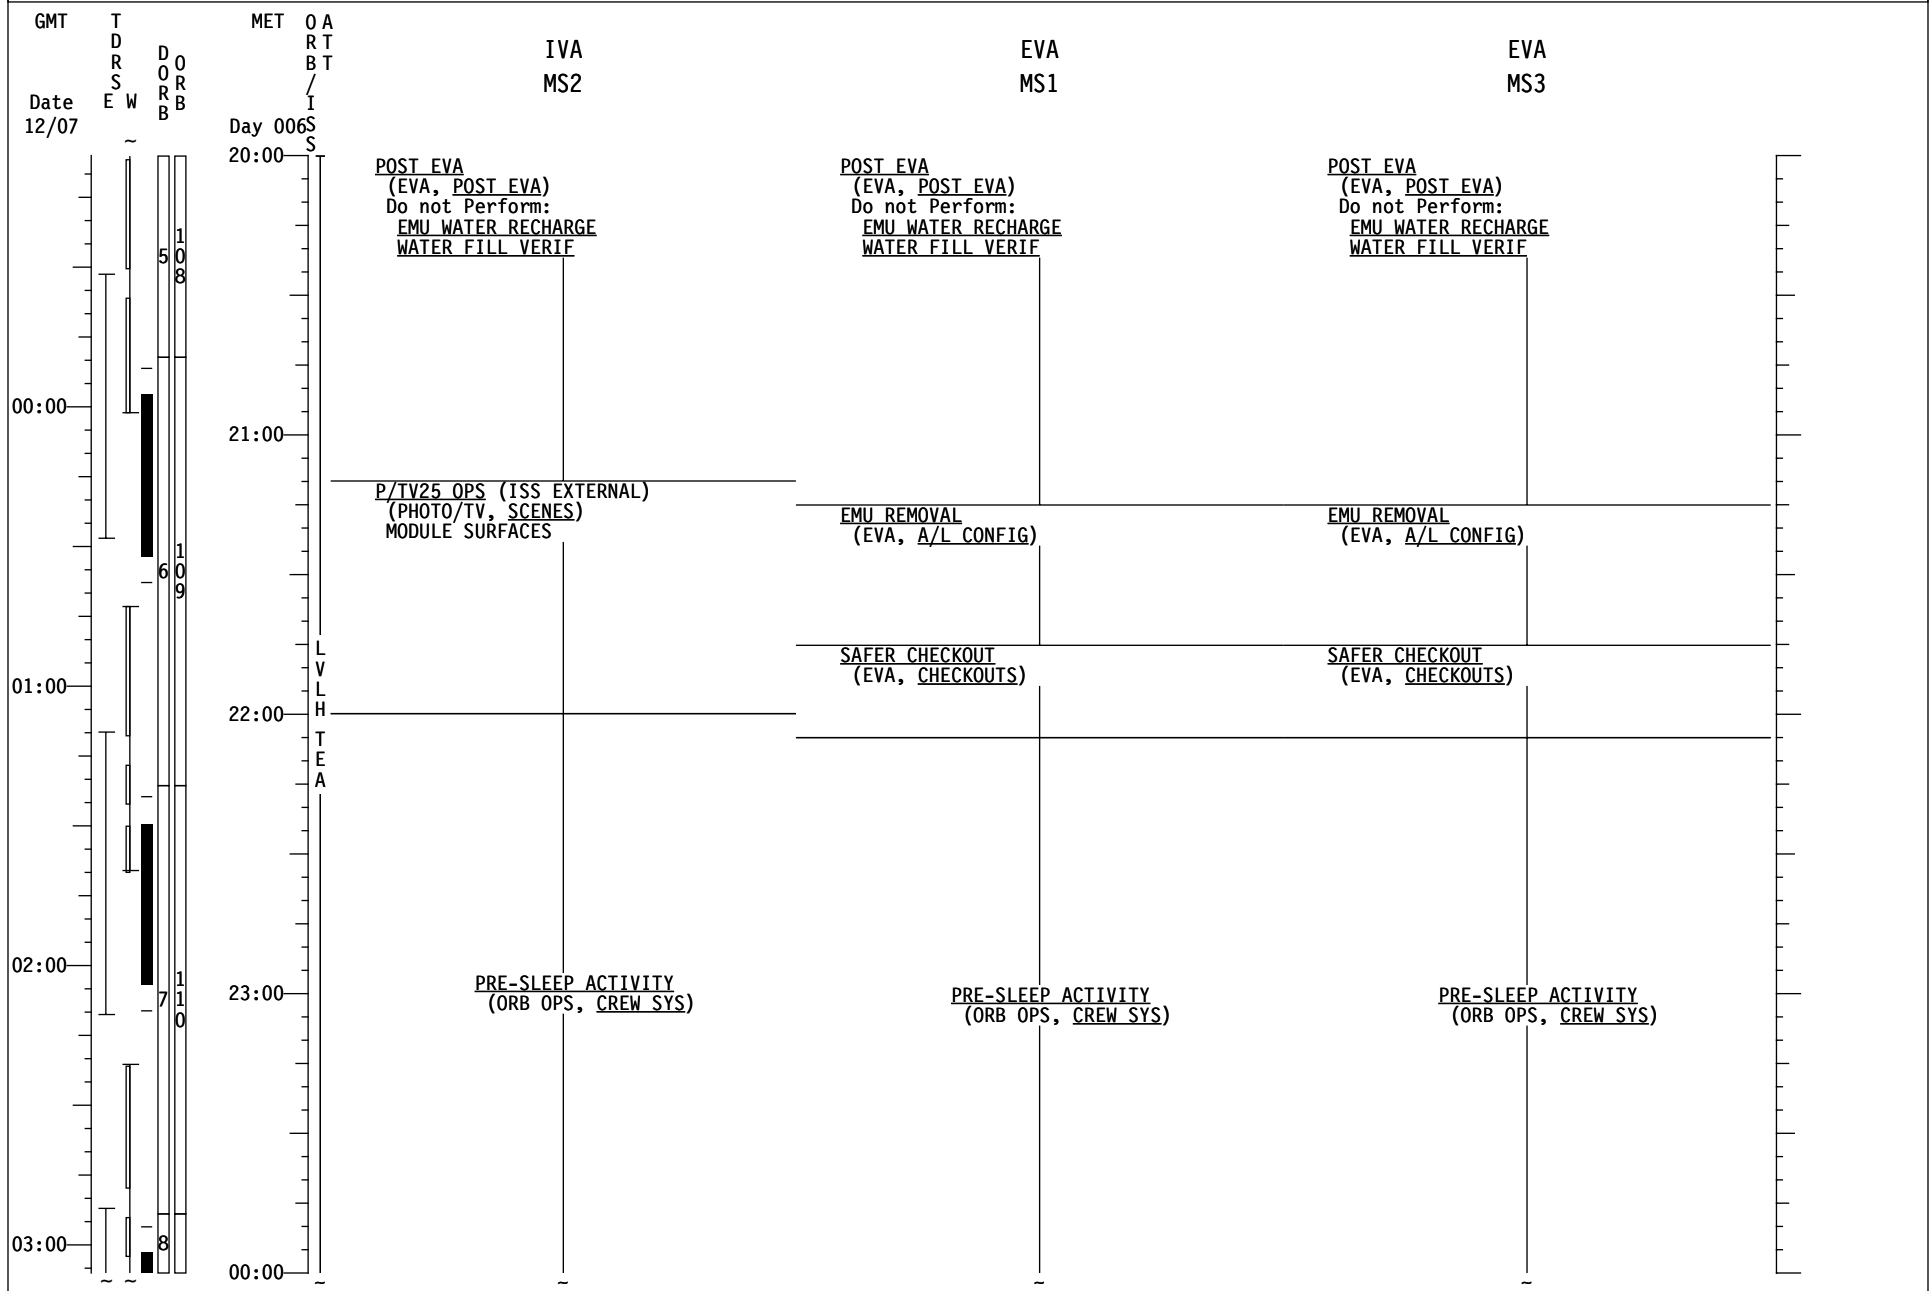 GMT
TDRS
E W
DORB
ORB
MET
ORB/ISS
ATT
IVA
MS2
EVA
MS1
EVA
MS3
Date
12/07
Day 006
~
20:00
21:00
22:00
23:00
00:00
00:00
01:00
02:00
03:00
5
108
6
109
7
110
8
LVLH
TEA
POST EVA
(EVA, POST EVA)
Do not Perform:
EMU WATER RECHARGE
WATER FILL VERIF
P/TV25 OPS (ISS EXTERNAL)
(PHOTO/TV, SCENES)
MODULE SURFACES
PRE-SLEEP ACTIVITY
(ORB OPS, CREW SYS)
POST EVA
(EVA, POST EVA)
Do not Perform:
EMU WATER RECHARGE
WATER FILL VERIF
EMU REMOVAL
(EVA, A/L CONFIG)
SAFER CHECKOUT
(EVA, CHECKOUTS)
PRE-SLEEP ACTIVITY
(ORB OPS, CREW SYS)
POST EVA
(EVA, POST EVA)
Do not Perform:
EMU WATER RECHARGE
WATER FILL VERIF
EMU REMOVAL
(EVA, A/L CONFIG)
SAFER CHECKOUT
(EVA, CHECKOUTS)
PRE-SLEEP ACTIVITY
(ORB OPS, CREW SYS)
~ ~ ~ ~ ~ ~